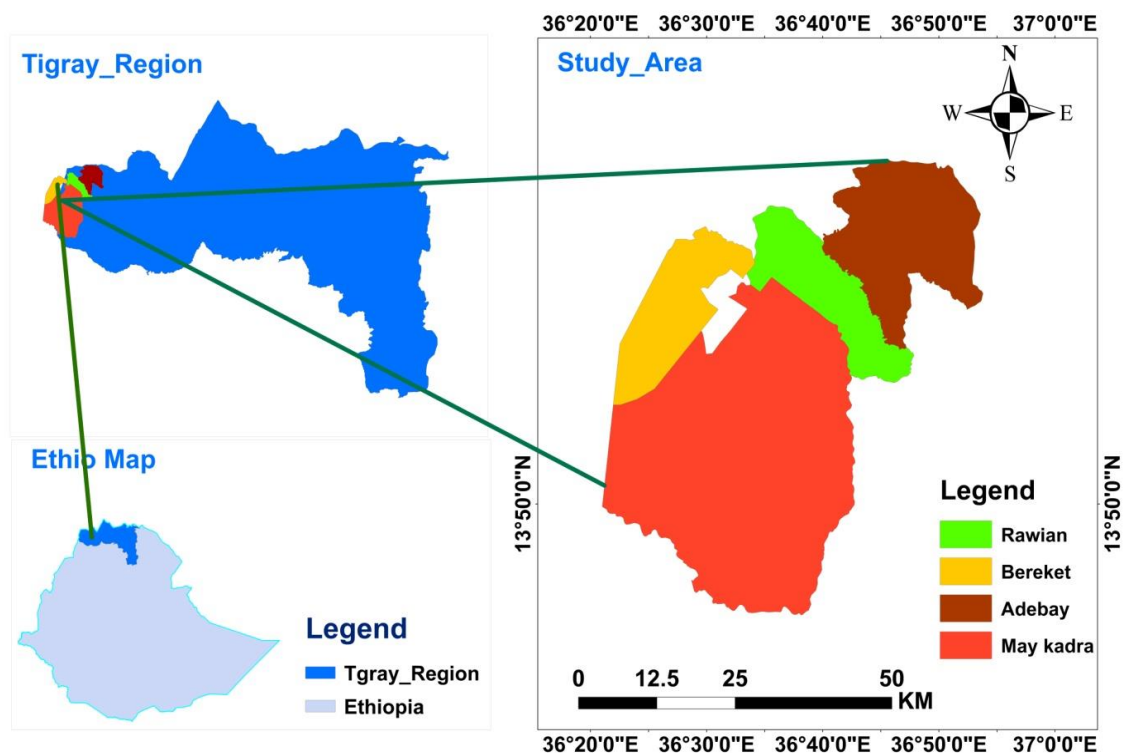 36°20'0"E 36°30'0"E 36°40'0"E 36°50'0"E 37°0'0"E
Tigray_Region
Study_Area
N
W E
S
13°50'0"N
13°50'0"N
Legend
Rawian
Bereket
Adebay
May kadra
0 12.5 25 50
KM
36°20'0"E 36°30'0"E 36°40'0"E 36°50'0"E 37°0'0"E
Ethio Map
Legend
Tgray_Region
Ethiopia